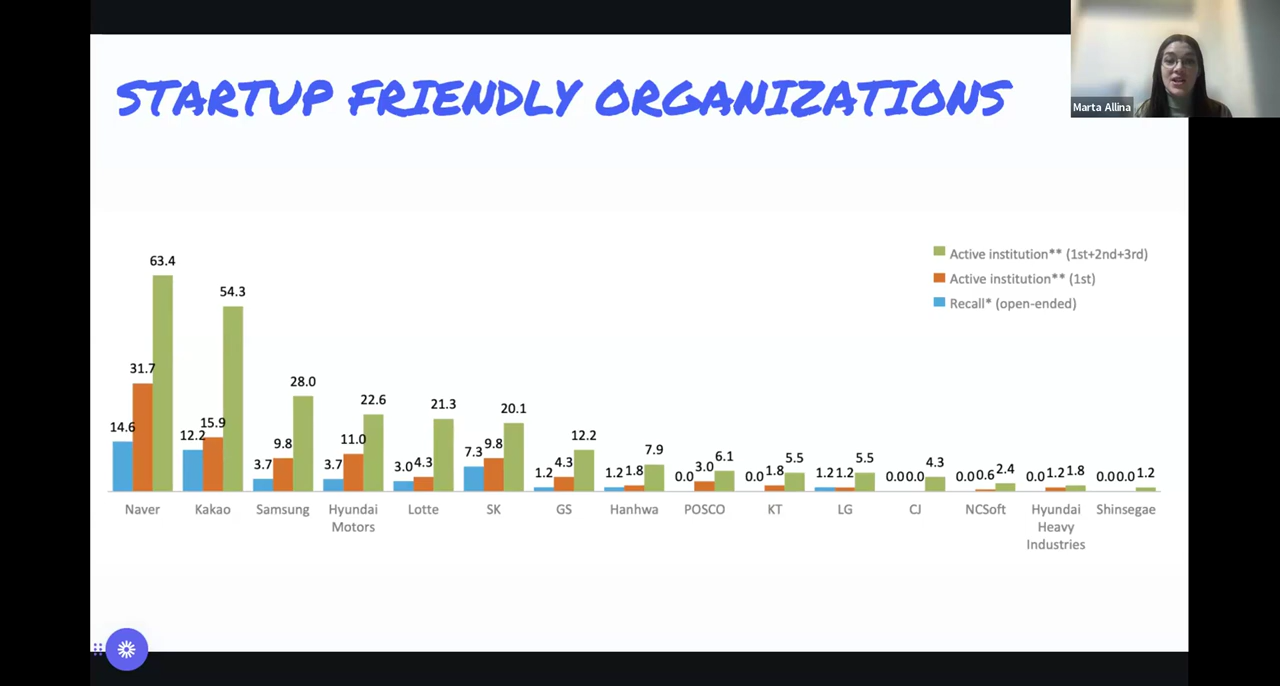 STARTUP FRIENDLY ORGANIZATIONS
Marta Allina
Active institution** (1st+2nd+3rd)
Active institution** (1st)
Recall* (open-ended)
14.6 31.7 63.4
12.2 15.9 54.3
3.7 9.8 28.0
3.7 11.0 22.6
3.0 4.3 21.3
7.3 9.8 20.1
1.2 4.3 12.2
1.2 1.8 7.9
0.0 3.0 6.1
0.0 1.8 5.5
1.2 1.2 5.5
0.0 0.0 4.3
0.0 0.6 2.4
0.0 1.2 1.8
0.0 0.0 1.2
Naver
Kakao
Samsung
Hyundai
Motors
Lotte
SK
GS
Hanhwa
POSCO
KT
LG
CJ
NCSoft
Hyundai
Heavy
Industries
Shinsegae